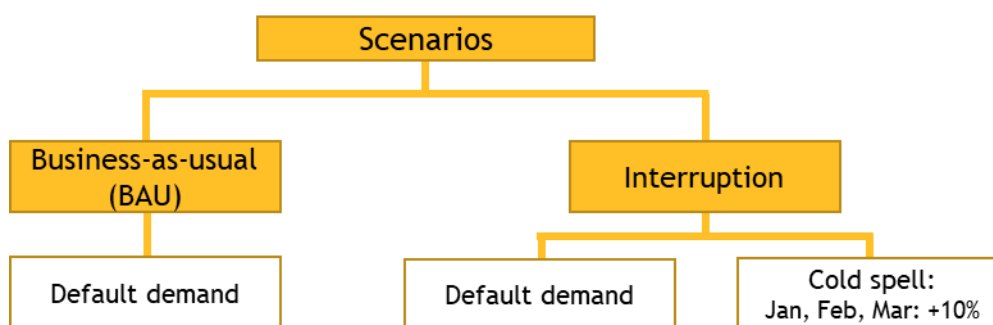 Scenarios
Business-as-usual
(BAU)
Interruption
Default demand
Default demand
Cold spell:
Jan, Feb, Mar: +10%